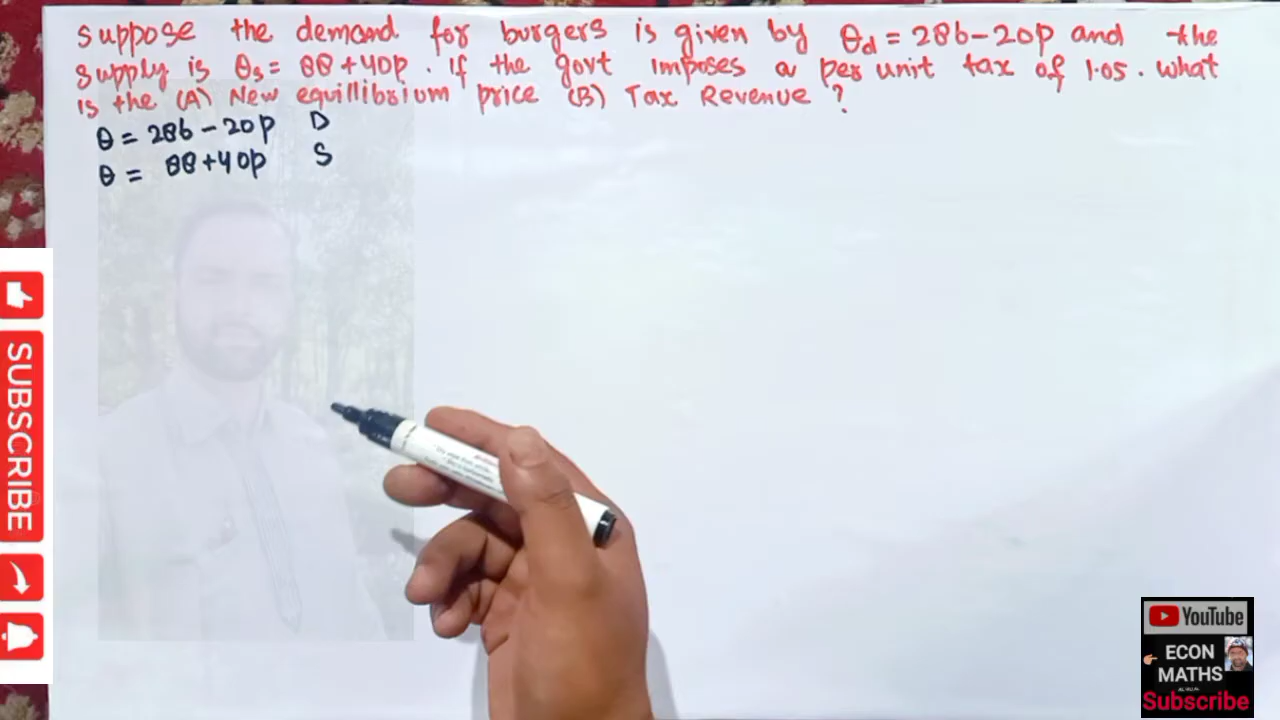 suppose the demand for burgers is given by Qd = 286-20p and the
supply is Qs = 88+40p. If the govt imposes a per unit tax of 1.05. what
is the (A) New equillibrium price (B) Tax Revenue ?
Q = 286-20p D
Q = 88+40p S
SUBSCRIBE
YouTube
ECON
MATHS
Subscribe